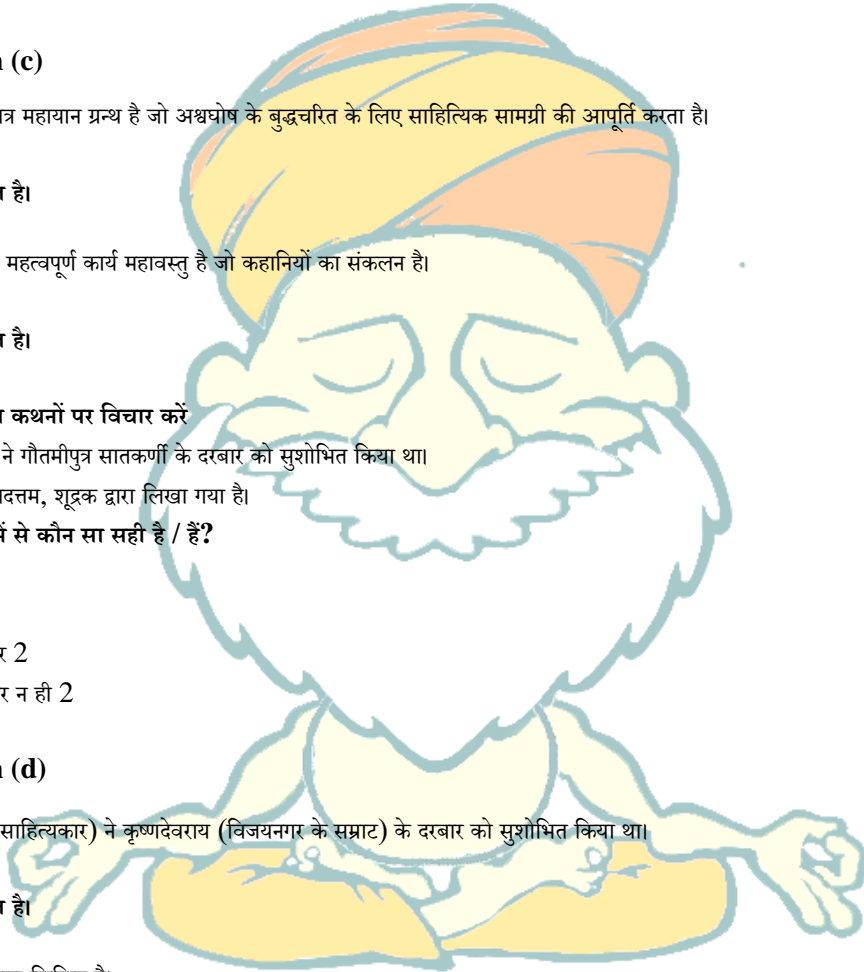 (c)
महायान ग्रन्थ है जो अश्वघोष के बुद्धचरित के लिए साहित्यिक सामग्री की आपूर्ति करता है।
है।
महत्वपूर्ण कार्य महावस्तु है जो कहानियों का संकलन है।
है।
कथनों पर विचार करें
ने गौतमीपुत्र सातकर्णी के दरबार को सुशोभित किया था।
दत्तम, शूद्रक द्वारा लिखा गया है।
से कौन सा सही है / हैं?
र 2
र न ही 2
(d)
साहित्यकार) ने कृष्णदेवराय (विजयनगर के सम्राट) के दरबार को सुशोभित किया था।
है।